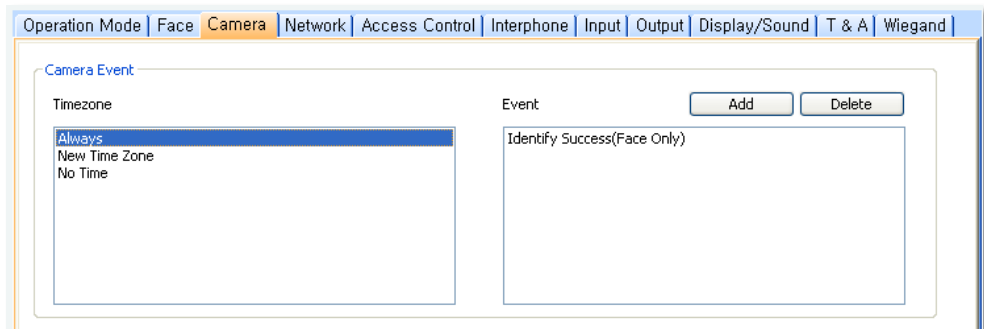 Operation Mode Face Camera Network Access Control Interphone Input Output Display/Sound T & A Wiegand
Camera Event
Timezone Event Add Delete
Always Identify Success(Face Only)
New Time Zone
No Time